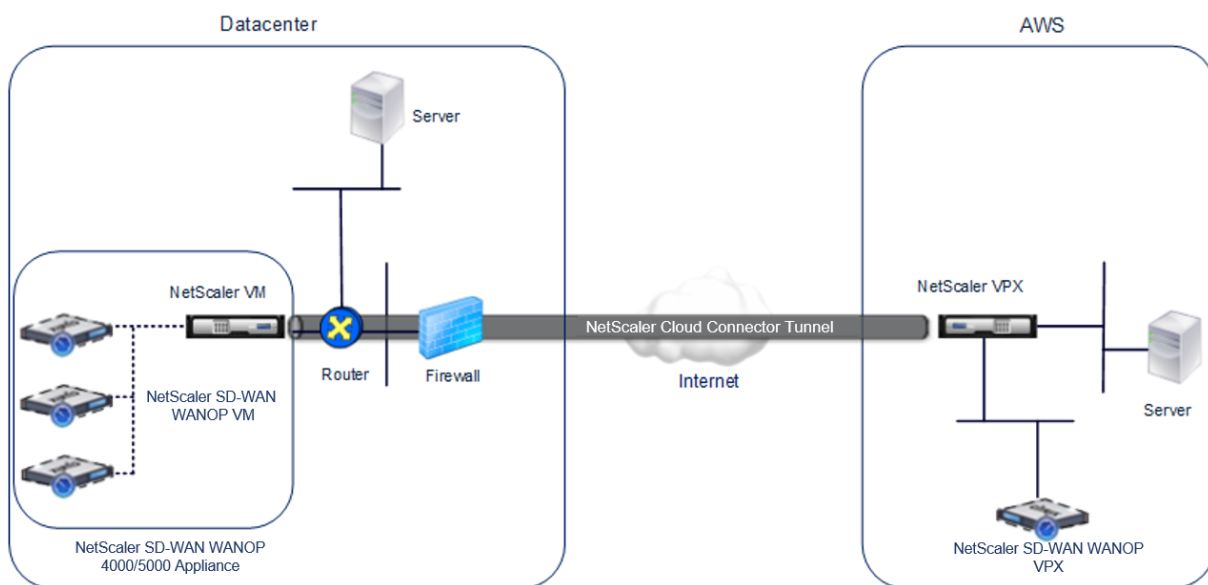 Datacenter
AWS
Server
NetScaler VM
NetScaler VPX
NetScaler Cloud Connector Tunnel
Router
Firewall
Internet
NetScaler SD-WAN
WANOP VM
Server
NetScaler SD-WAN WANOP
4000/5000 Appliance
NetScaler SD-WAN WANOP
VPX